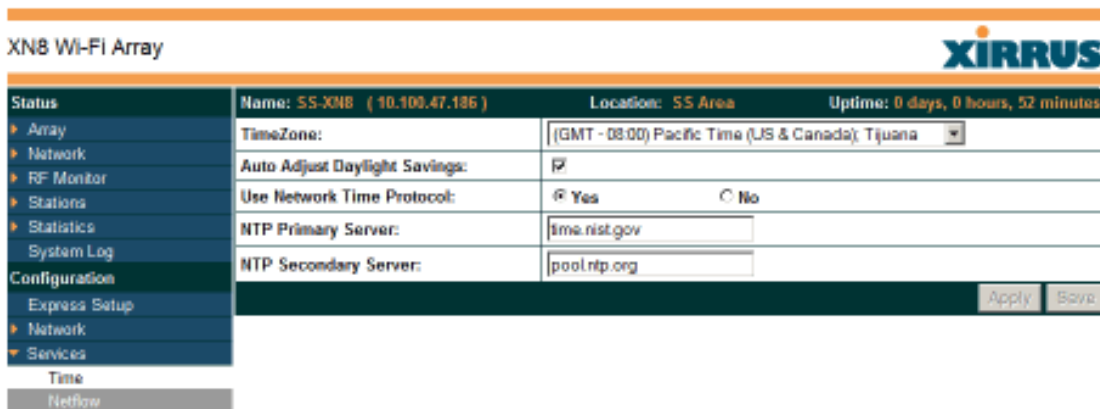 XN8 Wi-Fi Array
XIRRUS
Status
Array
Network
RF Monitor
Stations
Statistics
System Log
Configuration
Express Setup
Network
Services
Time
Netflow
Name: SS-XN8 ( 10.100.47.186 ) Location: SS Area Uptime: 0 days, 0 hours, 52 minutes
TimeZone: (GMT - 08:00) Pacific Time (US & Canada); Tijuana
Auto Adjust Daylight Savings:
Use Network Time Protocol: Yes No
NTP Primary Server: time.nist.gov
NTP Secondary Server: pool.ntp.org
Apply Save